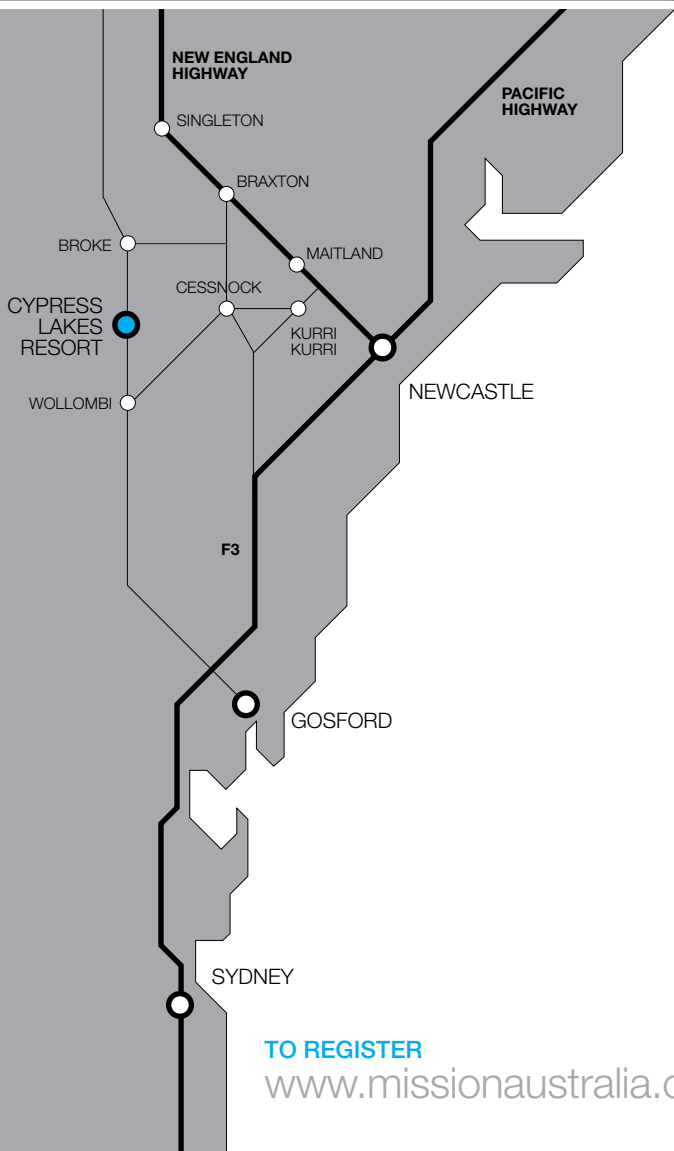 NEW ENGLAND
HIGHWAY
PACIFIC
HIGHWAY
SINGLETON
BRAXTON
BROKE
MAITLAND
CESSNOCK
CYPRESS
LAKES
RESORT
KURRI
KURRI
NEWCASTLE
WOLLOMBI
F3
GOSFORD
SYDNEY
TO REGISTER
www.missionaustralia.c